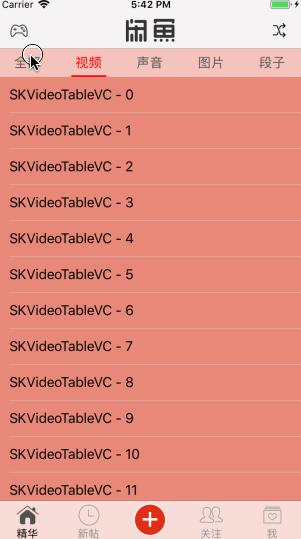 Carrier 5:42 PM
闲鱼
全 视频 声音 图片 段子
SKVideoTableVC - 0
SKVideoTableVC - 1
SKVideoTableVC - 2
SKVideoTableVC - 3
SKVideoTableVC - 4
SKVideoTableVC - 5
SKVideoTableVC - 6
SKVideoTableVC - 7
SKVideoTableVC - 8
SKVideoTableVC - 9
SKVideoTableVC - 10
SKVideoTableVC - 11
精华 新帖 关注 我